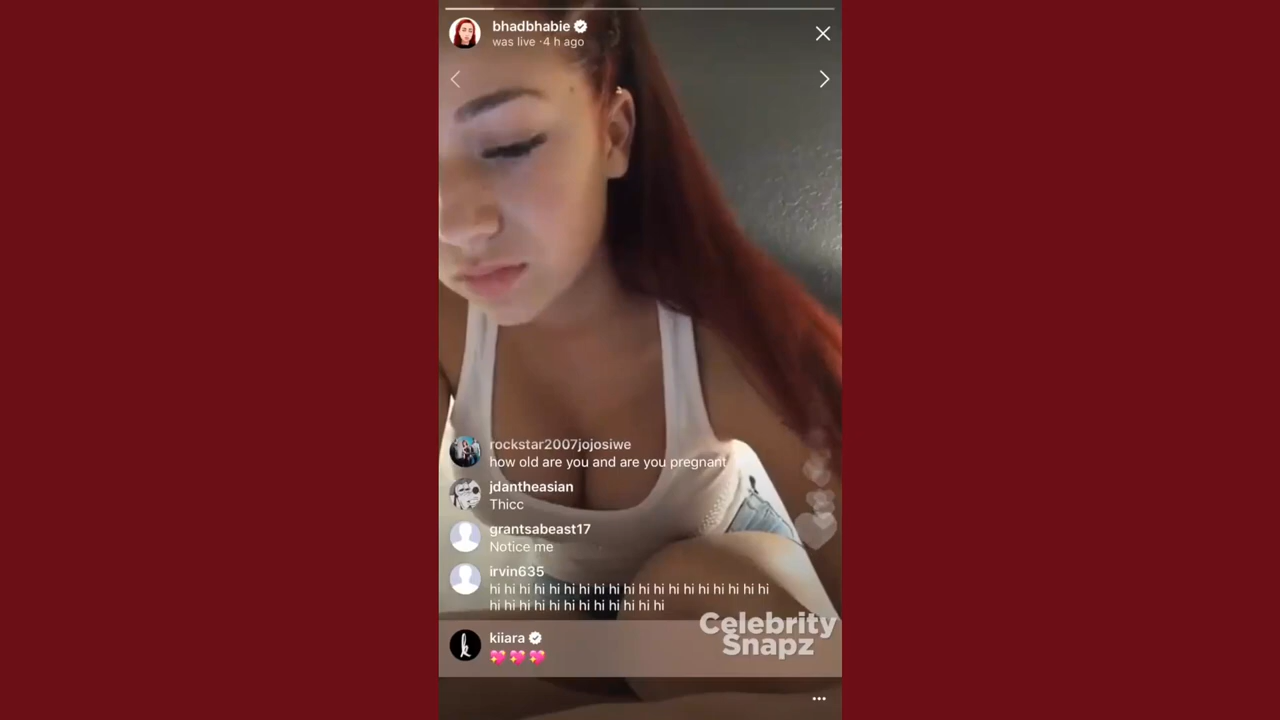 bhadbhabie
was live · 4 h ago
rockstar2007jojosiwe
how old are you and are you pregnant
jdantheasian
Thicc
grantsabeast17
Notice me
irvin635
hi hi hi hi hi hi hi hi hi hi hi hi hi hi hi hi hi hi hi
hi hi hi hi hi hi hi hi hi hi hi hi
kiiara
💖 💖 💖
Celebrity
Snapz